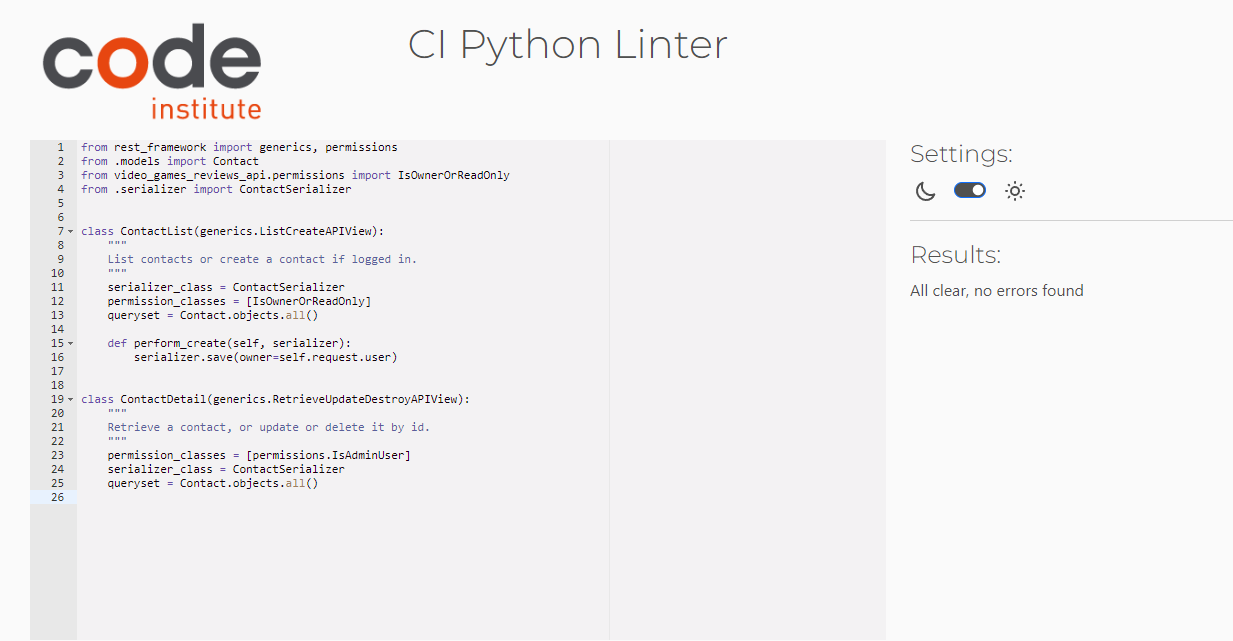 code
institute
CI Python Linter
1 from rest_framework import generics, permissions
2 from .models import Contact
3 from video_games_reviews_api.permissions import IsOwnerOrReadOnly
4 from .serializer import ContactSerializer
5
6
7 class ContactList(generics.ListCreateAPIView):
8     """
9     List contacts or create a contact if logged in.
10     """
11     serializer_class = ContactSerializer
12     permission_classes = [IsOwnerOrReadOnly]
13     queryset = Contact.objects.all()
14
15     def perform_create(self, serializer):
16         serializer.save(owner=self.request.user)
17
18
19 class ContactDetail(generics.RetrieveUpdateDestroyAPIView):
20     """
21     Retrieve a contact, or update or delete it by id.
22     """
23     permission_classes = [permissions.IsAdminUser]
24     serializer_class = ContactSerializer
25     queryset = Contact.objects.all()
26
Settings:
Results:
All clear, no errors found